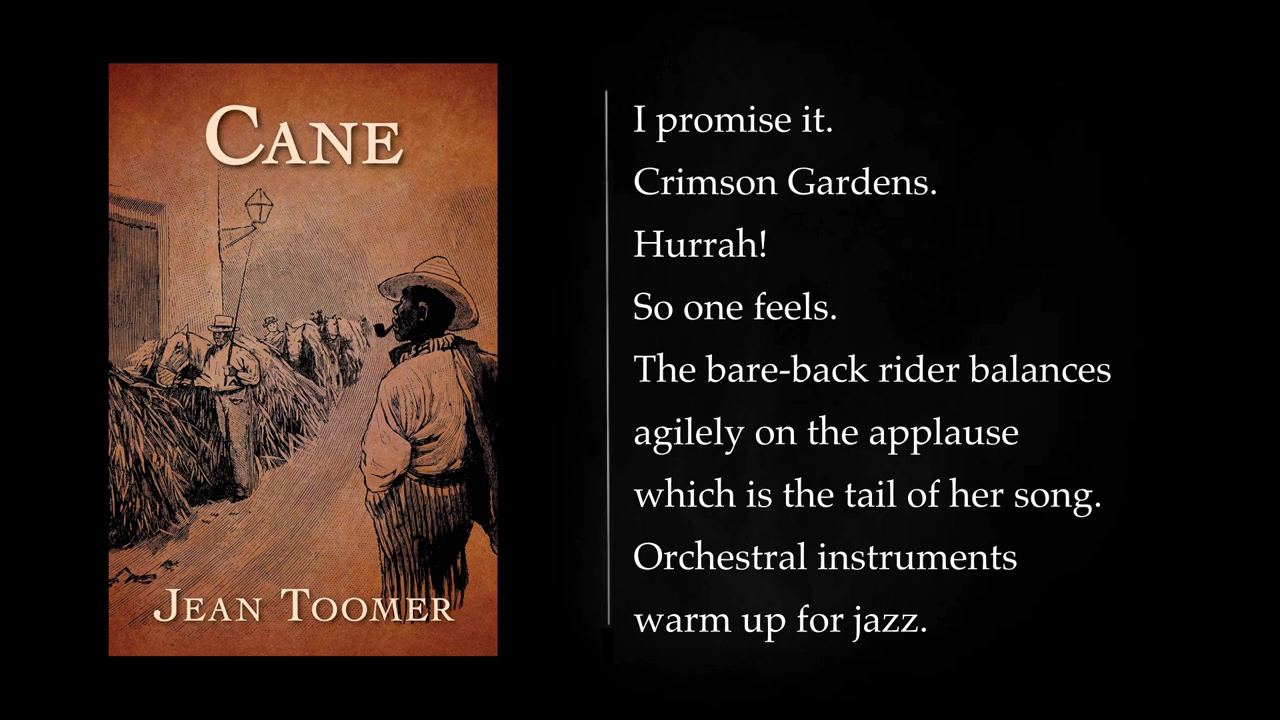 CANE
JEAN TOOMER
I promise it.
Crimson Gardens.
Hurrah!
So one feels.
The bare-back rider balances
agilely on the applause
which is the tail of her song.
Orchestral instruments
warm up for jazz.